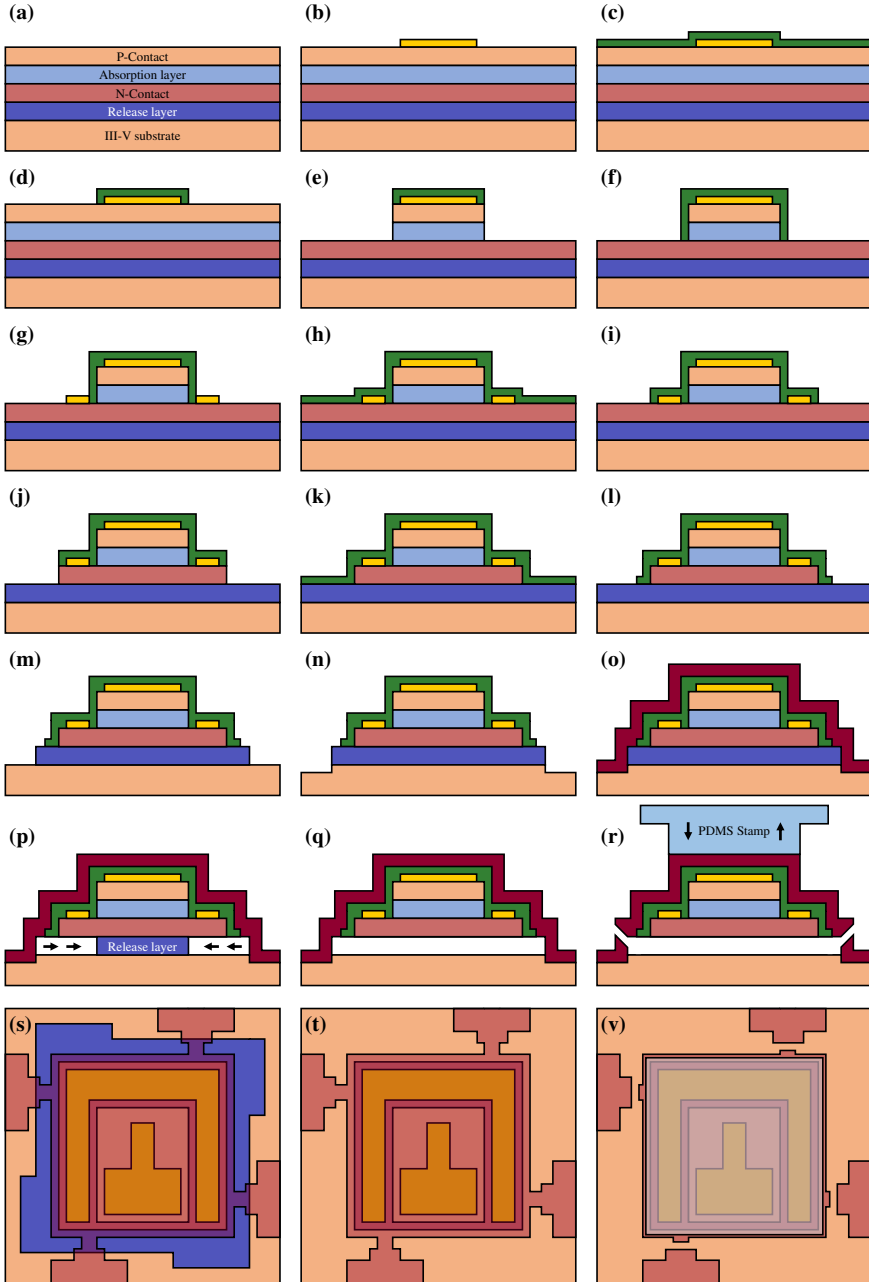 (a)
(b)
(c)
P-Contact
Absorption layer
N-Contact
Release layer
III-V substrate
(d)
(e)
(f)
(g)
(h)
(i)
(j)
(k)
(l)
(m)
(n)
(o)
(p)
(q)
(r)
PDMS Stamp
Release layer
(s)
(t)
(v)